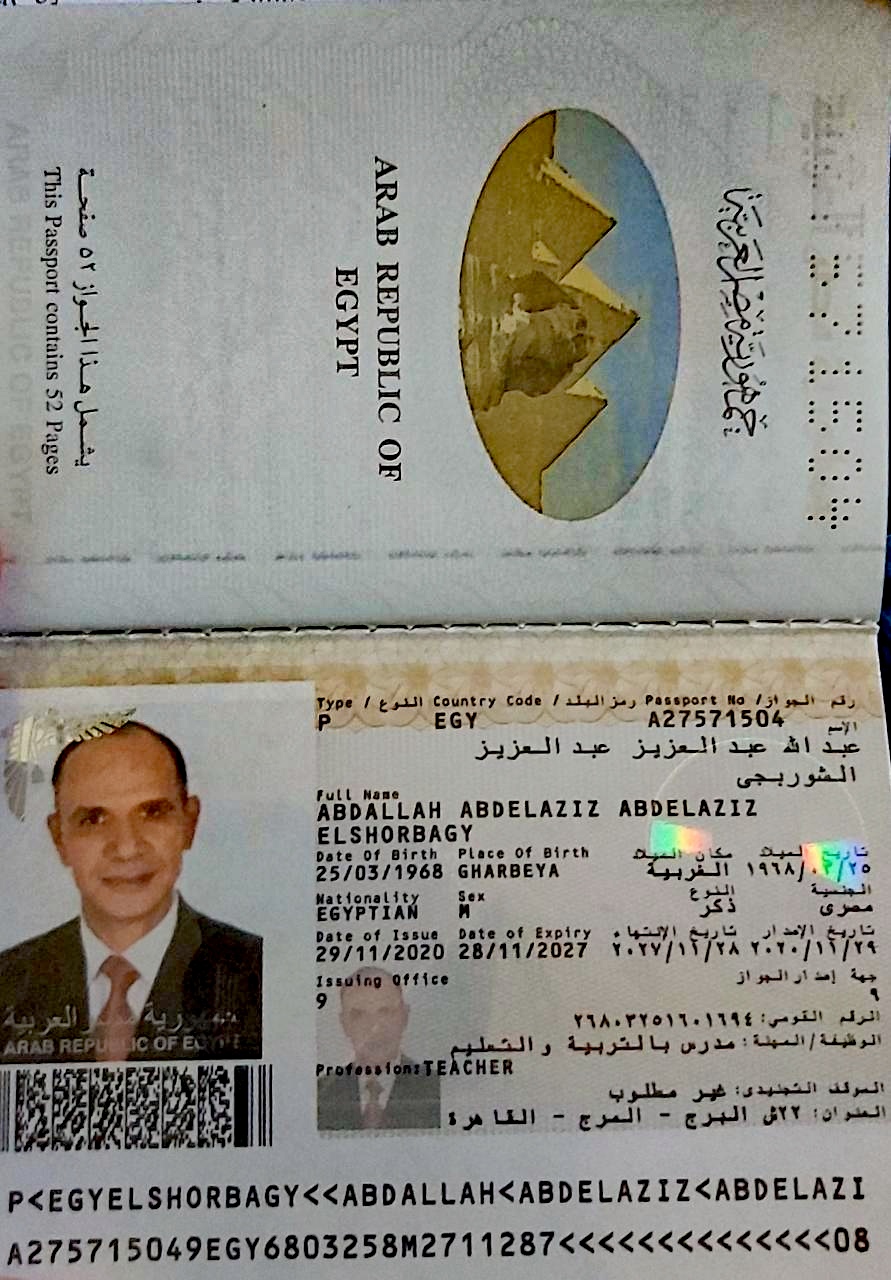 جمهورية مصر العربية
ARAB REPUBLIC OF
EGYPT
يشمل هذا الجواز ٥٢ صفحة
This Passport contains 52 Pages
Type / النوع Country Code / رمز البلد Passport No / رقم الجواز
P EGY A27571504
الإسم
عبد الله عبد العزيز عبد العزيز
الشوربجى
Full Name
ABDALLAH ABDELAZIZ ABDELAZIZ
ELSHORBAGY
Date Of Birth Place Of Birth مكان الميلاد تاريخ الميلاد
25/03/1968 GHARBEYA الغربية
Nationality Sex النوع الجنسية
EGYPTIAN M ذكر مصرى
Date of Issue Date of Expiry تاريخ الإنتهاء تاريخ الإصدار
29/11/2020 28/11/2027 ٢٠٢٧/١١/٢٨ ٢٠٢٠/١١/٢٩
Issuing Office جهة إصدار الجواز
9 ٩
الرقم القومى: ٢٦٨٠٣٢٥١٦٠١٦٩٤
الوظيفة/المهنة: مدرس بالتربية والتعليم
Profession: TEACHER
الموقف التجنيدى: غير مطلوب
العنوان: ٢٢ش البرج - المرج - القاهرة
جمهورية مصر العربية
ARAB REPUBLIC OF EGYPT
P<EGYELSHORBAGY<<ABDALLAH<ABDELAZIZ<ABDELAZI
A275715049EGY6803258M2711287<<<<<<<<<<<<<<08